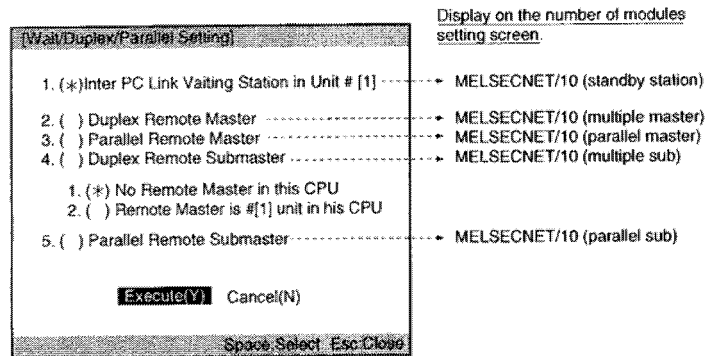 Display on the number of modules
setting screen.
[Wait/Duplex/Parallel Setting]
1. (*)Inter PC Link Vaiting Station in Unit # [1] MELSECNET/10 (standby station)
2. ( ) Duplex Remote Master MELSECNET/10 (multiple master)
3. ( ) Parallel Remote Master MELSECNET/10 (parallel master)
4. ( ) Duplex Remote Submaster MELSECNET/10 (multiple sub)
1. (*) No Remote Master in this CPU
2. ( ) Remote Master is #[1] unit in his CPU
5. ( ) Parallel Remote Submaster MELSECNET/10 (parallel sub)
Execute(Y) Cancel(N)
Space:Select Esc:Close